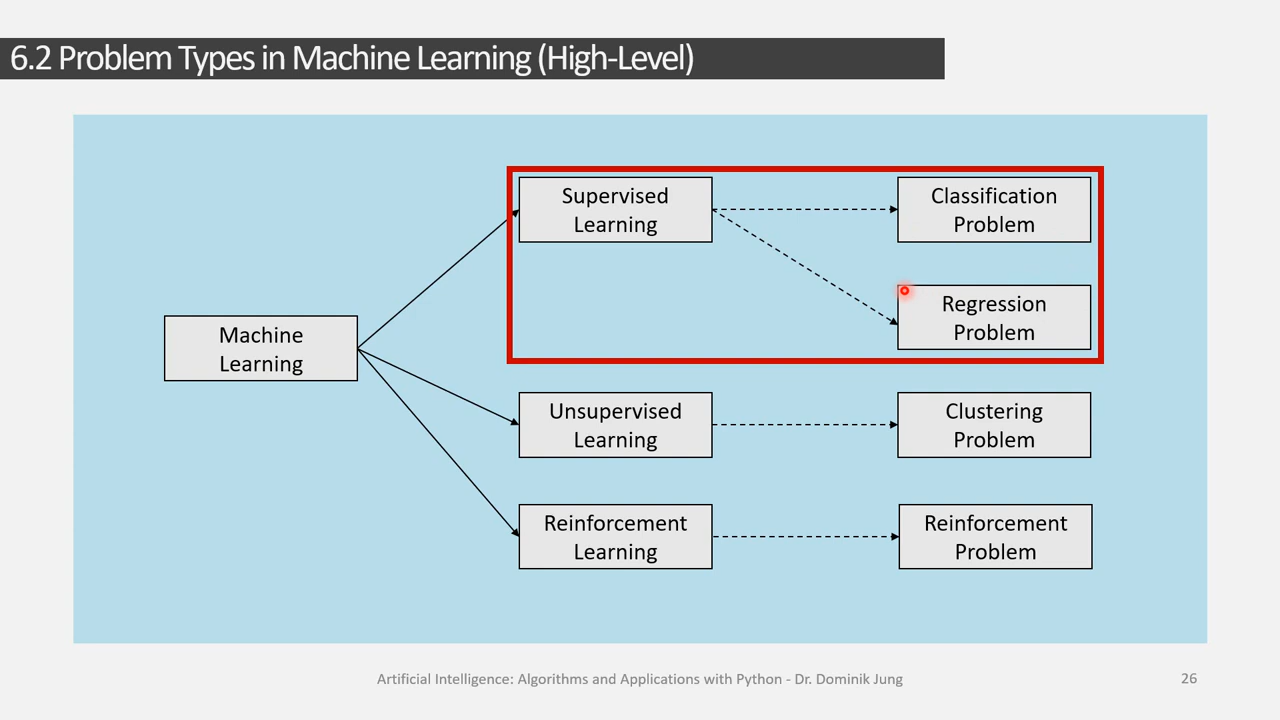 6.2 Problem Types in Machine Learning (High-Level)
Supervised
Learning
Classification
Problem
Regression
Problem
Machine
Learning
Unsupervised
Learning
Clustering
Problem
Reinforcement
Learning
Reinforcement
Problem
Artificial Intelligence: Algorithms and Applications with Python - Dr. Dominik Jung
26